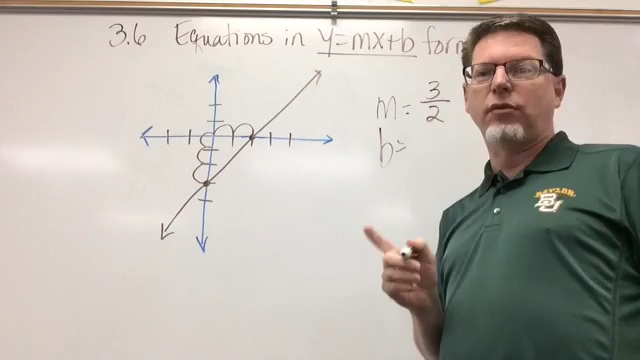 3.6 Equations in y=mx+b form
m = 3/2
b=
BAYLOR
BU